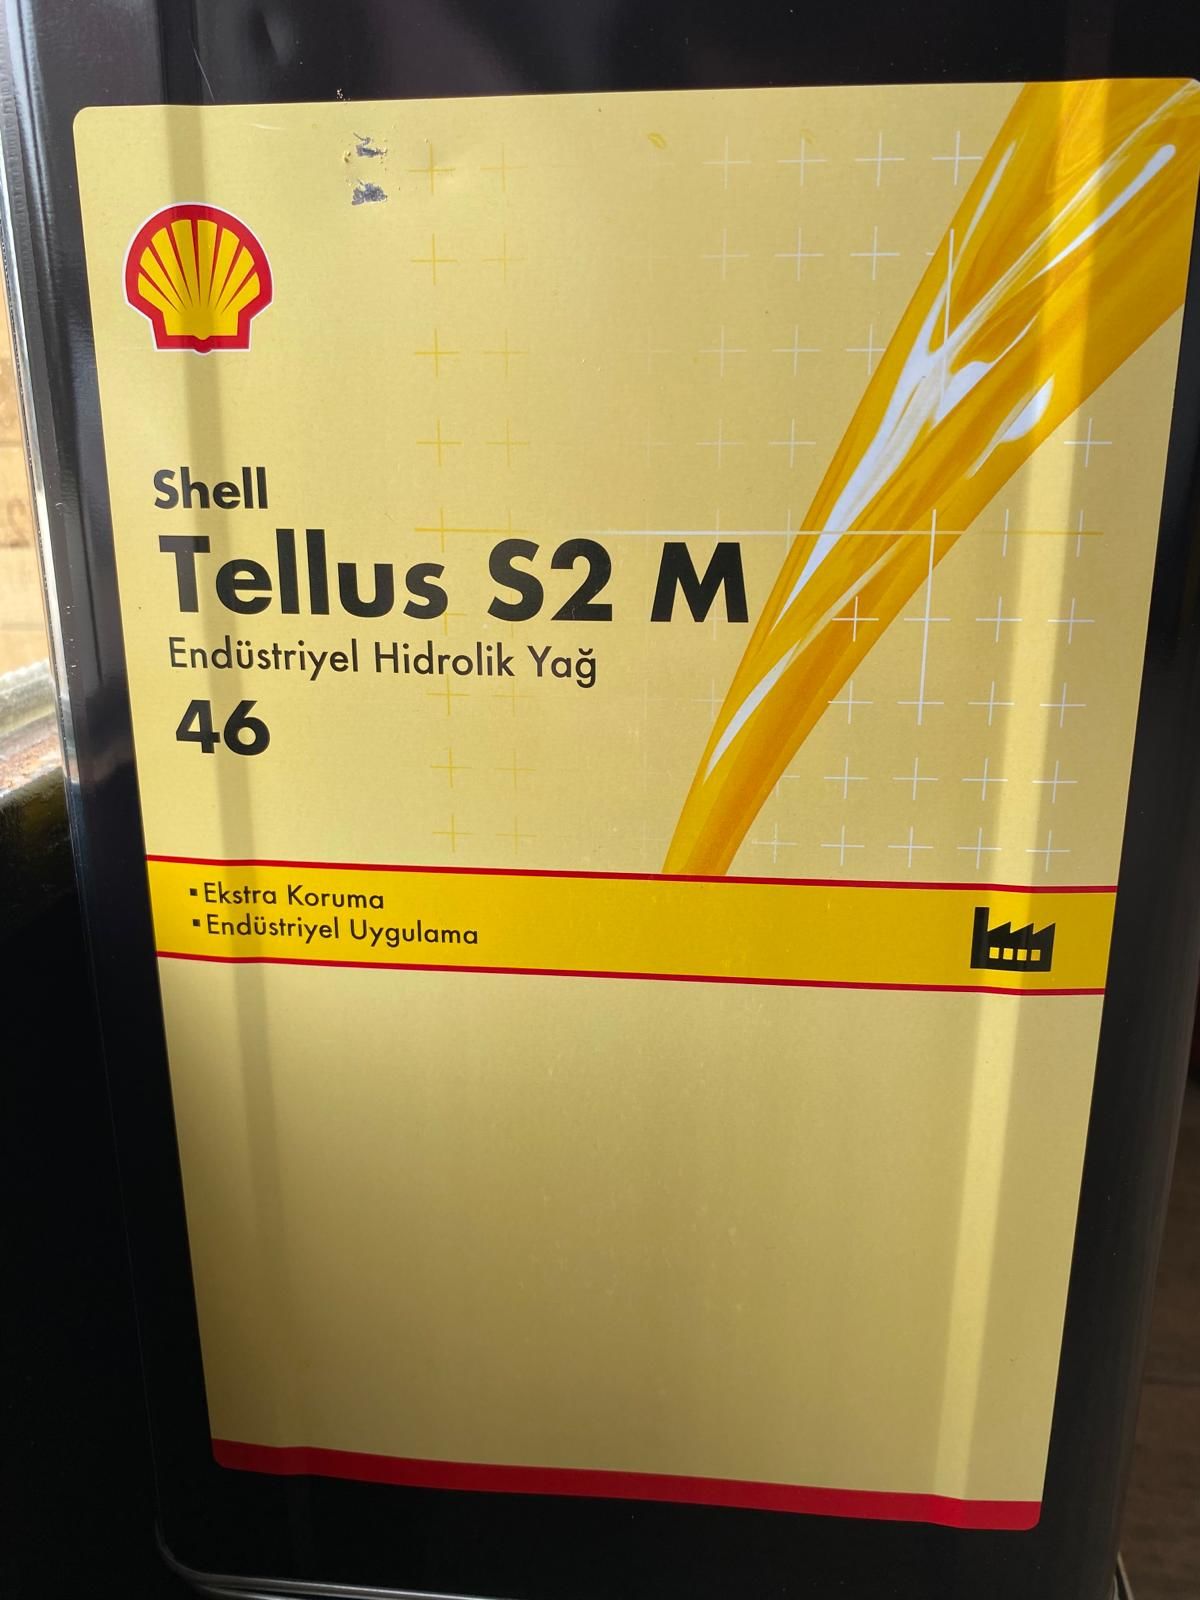 Shell
Tellus S2 M
Endüstriyel Hidrolik Yağ
46
▪ Ekstra Koruma
▪ Endüstriyel Uygulama